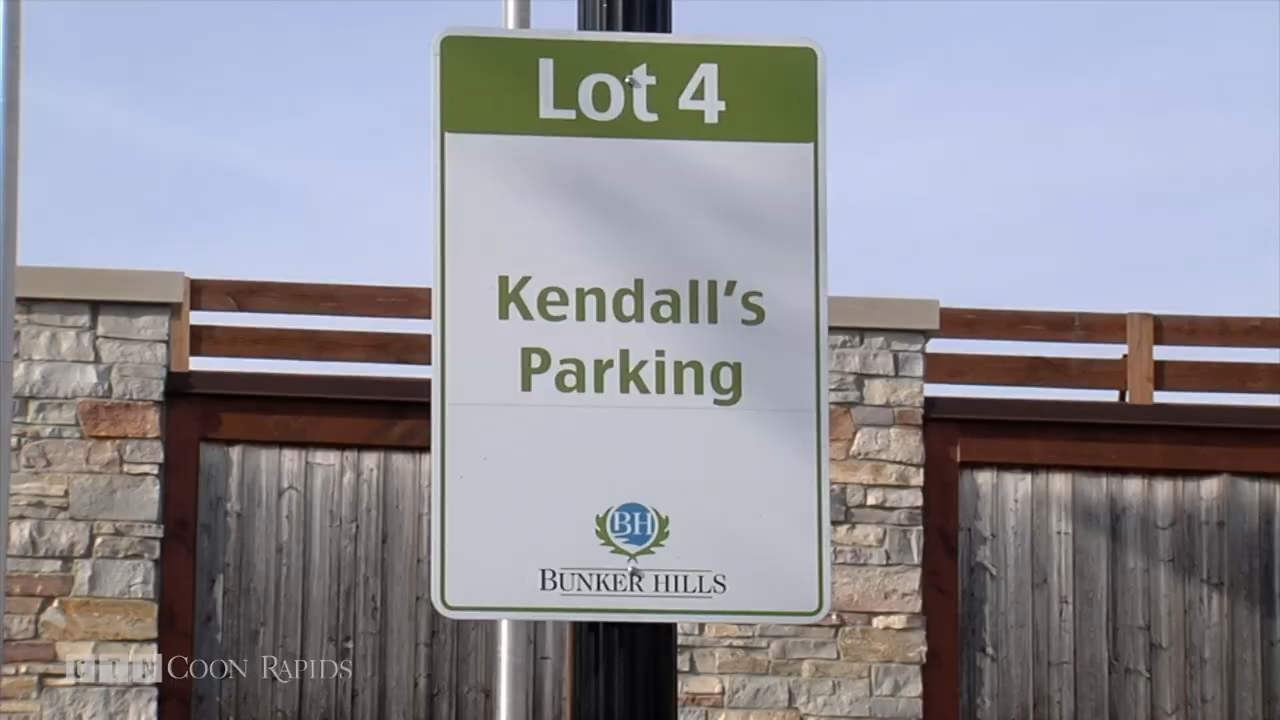 Lot 4
Kendall's
Parking
BH
BUNKER HILLS
CTN COON RAPIDS